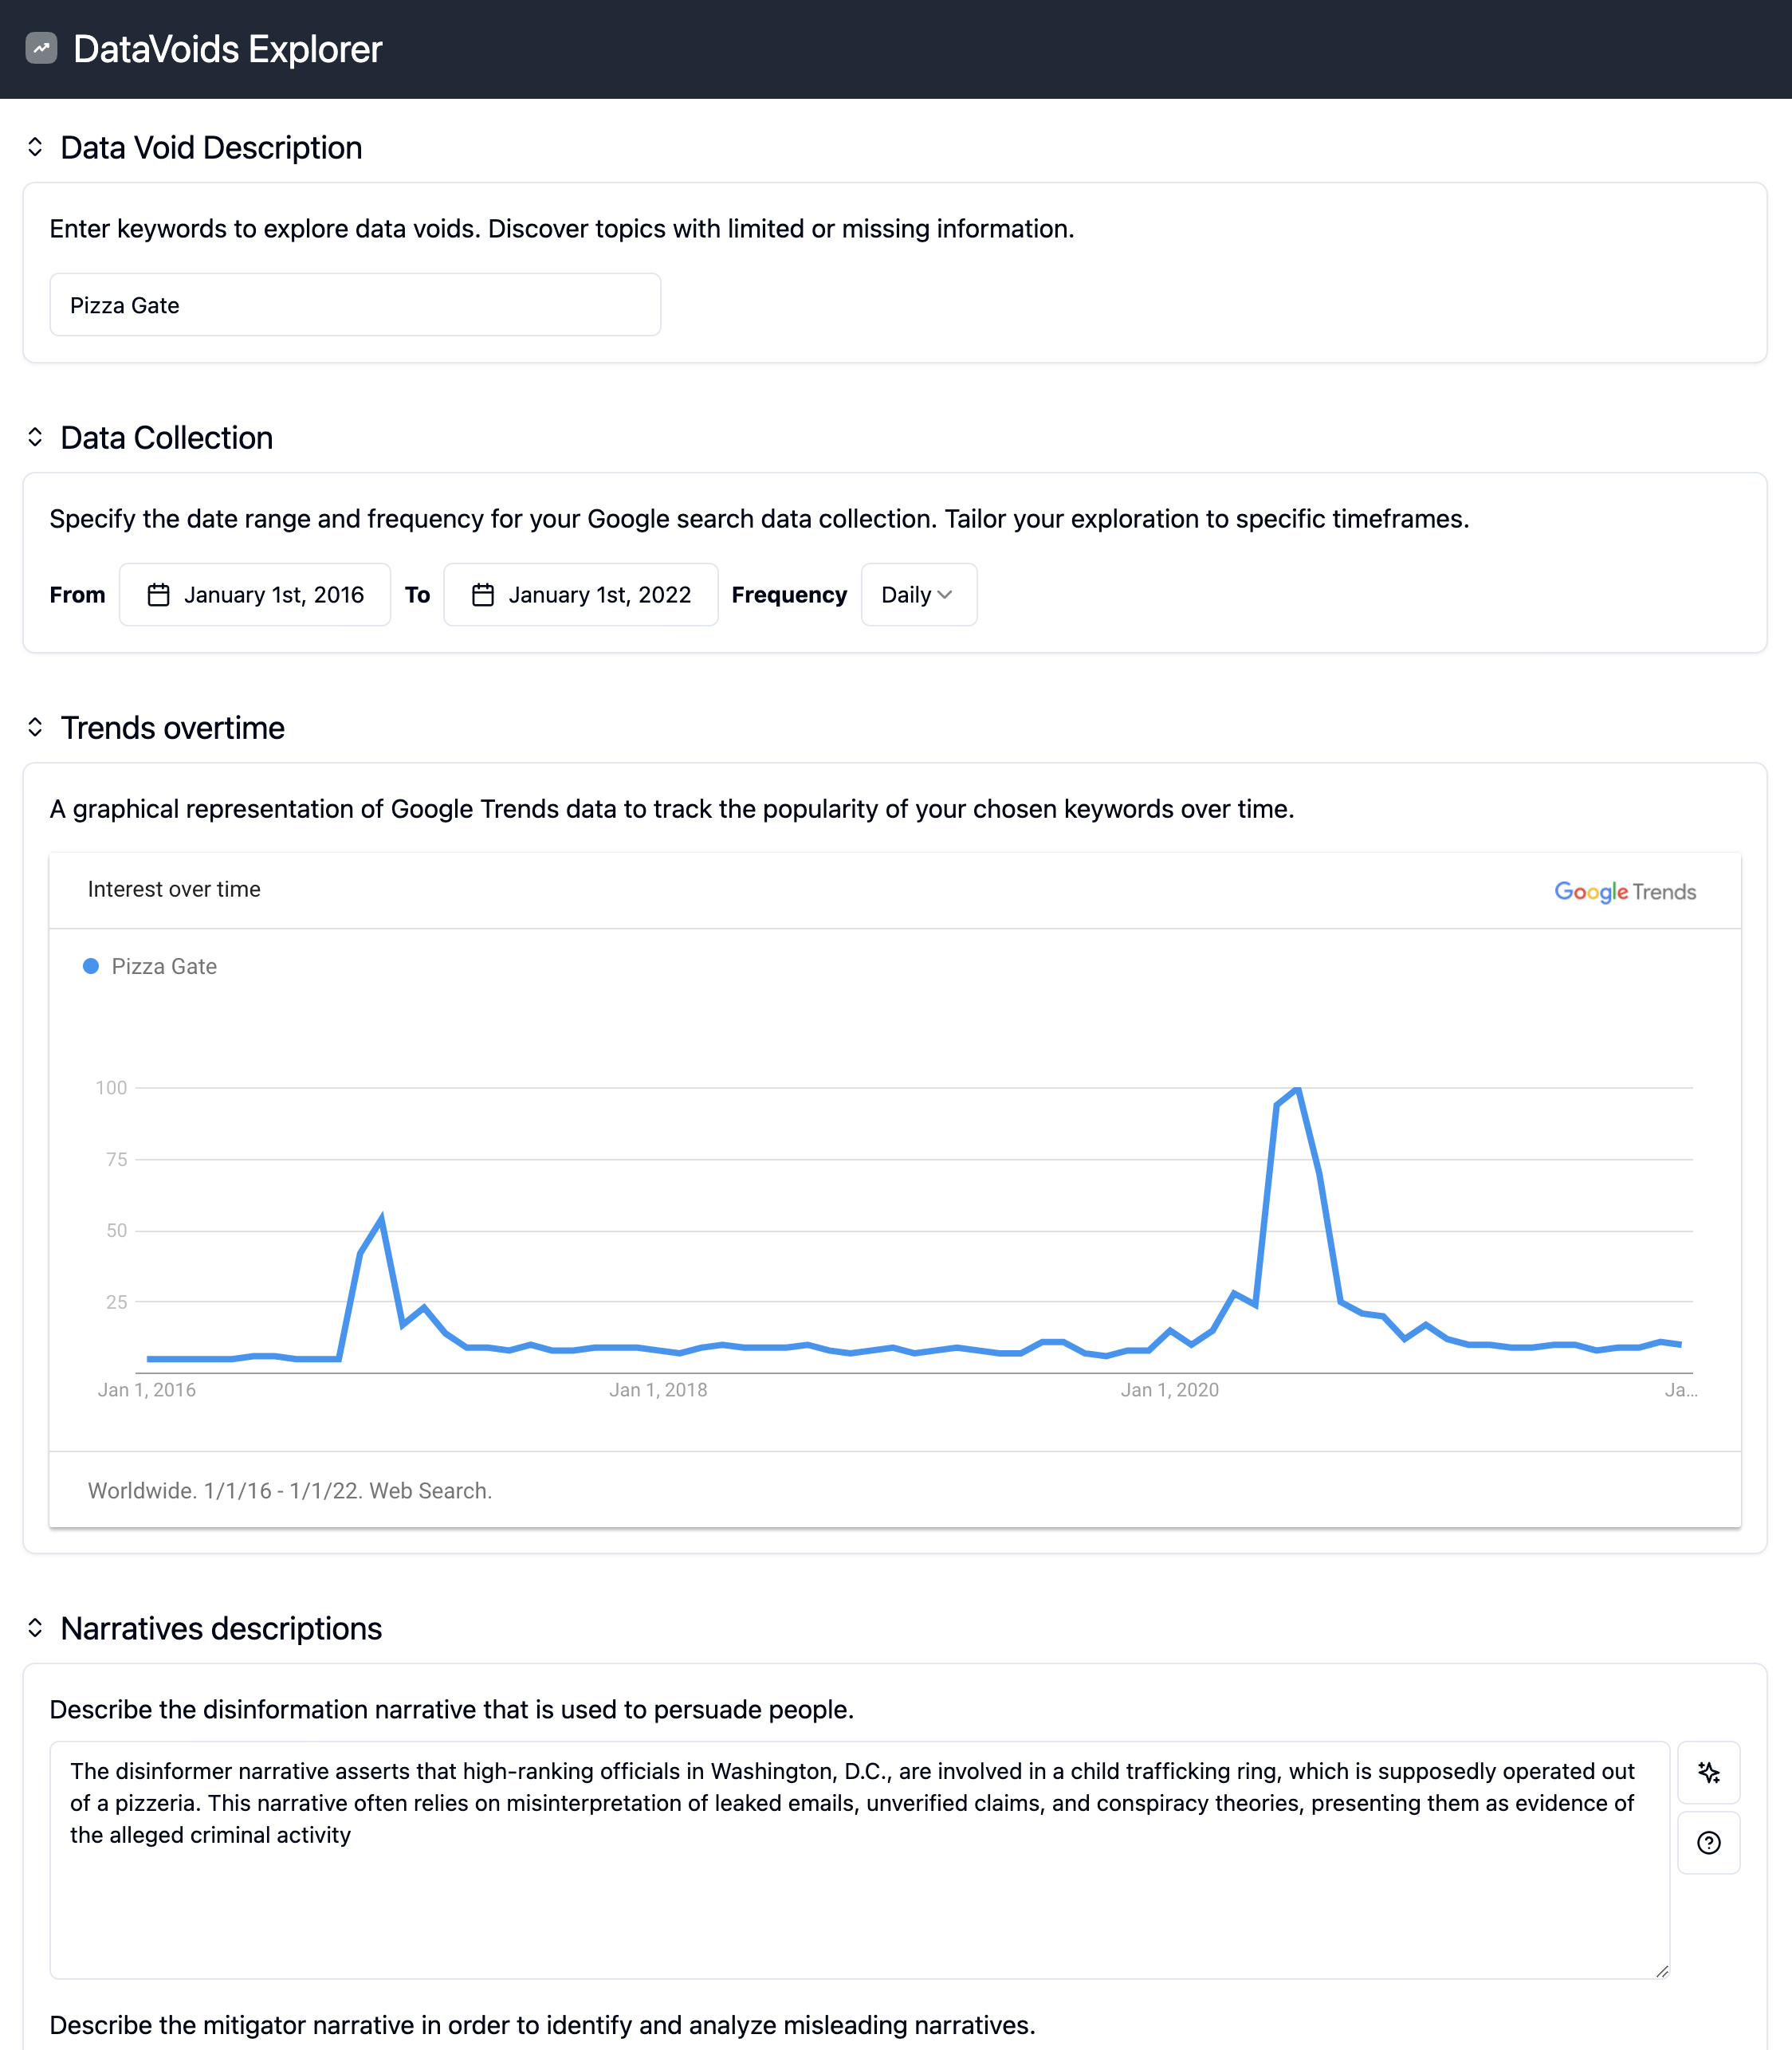 DataVoids Explorer
Data Void Description
Enter keywords to explore data voids. Discover topics with limited or missing information.
Pizza Gate
Data Collection
Specify the date range and frequency for your Google search data collection. Tailor your exploration to specific timeframes.
From January 1st, 2016 To January 1st, 2022 Frequency Daily
Trends overtime
A graphical representation of Google Trends data to track the popularity of your chosen keywords over time.
Interest over time Google Trends
Pizza Gate
100
75
50
25
Jan 1, 2016 Jan 1, 2018 Jan 1, 2020 Ja...
Worldwide. 1/1/16 - 1/1/22. Web Search.
Narratives descriptions
Describe the disinformation narrative that is used to persuade people.
The disinformer narrative asserts that high-ranking officials in Washington, D.C., are involved in a child trafficking ring, which is supposedly operated out
of a pizzeria. This narrative often relies on misinterpretation of leaked emails, unverified claims, and conspiracy theories, presenting them as evidence of
the alleged criminal activity
Describe the mitigator narrative in order to identify and analyze misleading narratives.